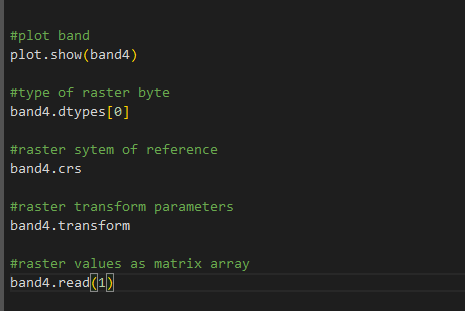 #plot band
plot.show(band4)
#type of raster byte
band4.dtypes[0]
#raster sytem of reference
band4.crs
#raster transform parameters
band4.transform
#raster values as matrix array
band4.read(1)